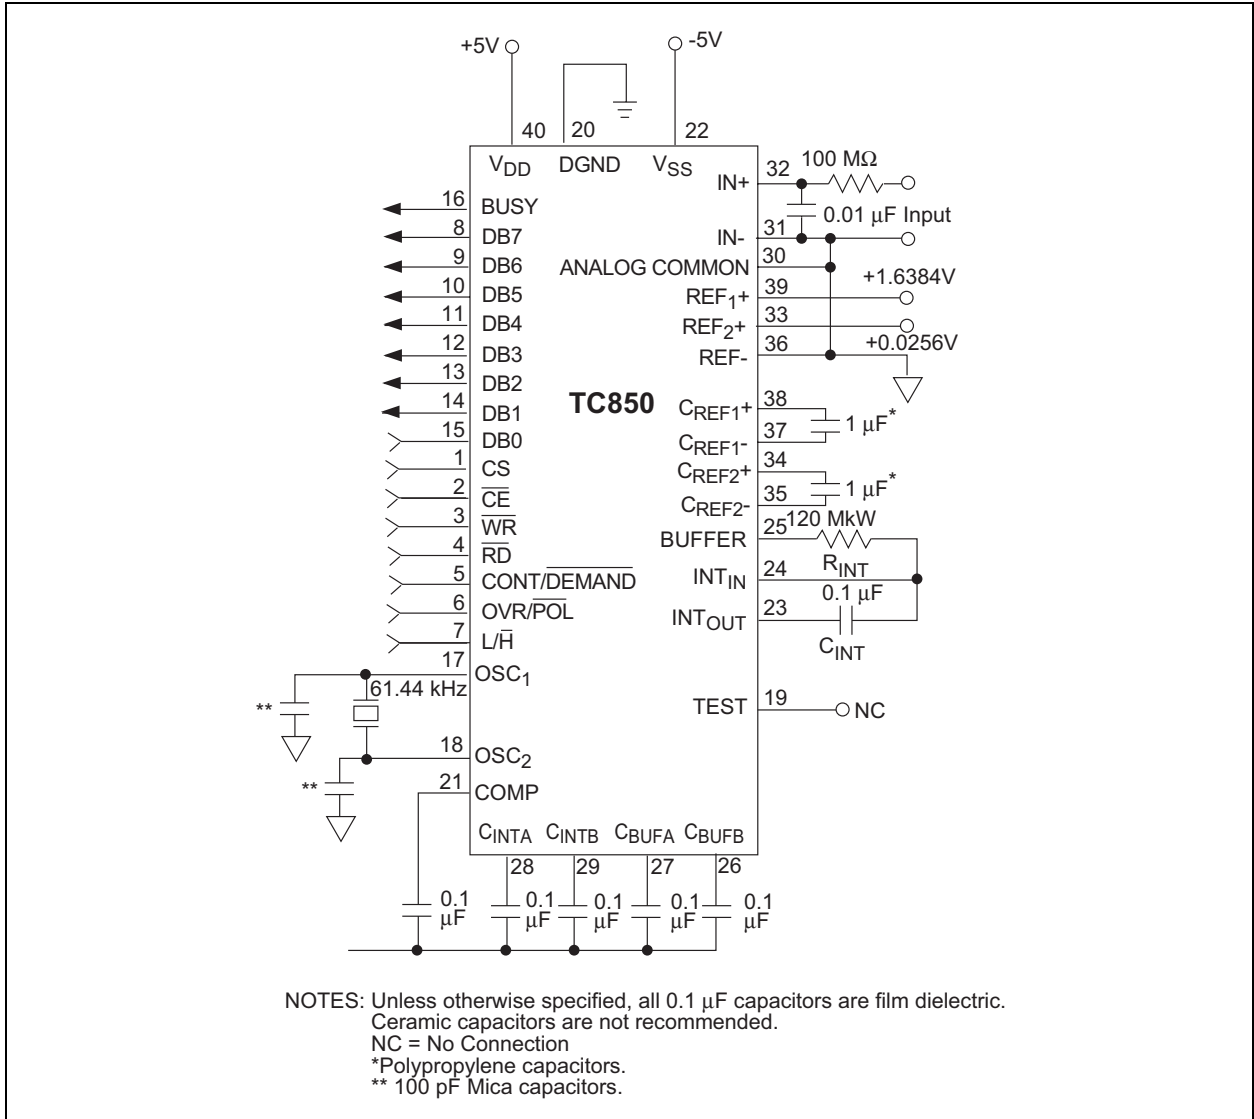 +5V
-5V
40
20
22
VDD
DGND
VSS
16 BUSY
8 DB7
9 DB6
10 DB5
11 DB4
12 DB3
13 DB2
14 DB1
15 DB0
1 CS
2 CE
3 WR
4 RD
5 CONT/DEMAND
6 OVR/POL
7 L/H
17 OSC1
61.44 kHz
**
18 OSC2
**
21 COMP
TC850
IN+ 32
100 MΩ
0.01 µF Input
IN- 31
ANALOG COMMON 30
REF1+ 39
+1.6384V
REF2+ 33
+0.0256V
REF- 36
CREF1+ 38
1 µF*
CREF1- 37
CREF2+ 34
1 µF*
CREF2- 35
BUFFER 25
120 MkW
RINT
INTIN 24
0.1 µF
INTOUT 23
CINT
TEST 19
NC
CINTA
CINTB
CBUFA
CBUFB
28
29
27
26
0.1 µF
0.1 µF
0.1 µF
0.1 µF
0.1 µF
NOTES: Unless otherwise specified, all 0.1 µF capacitors are film dielectric.
Ceramic capacitors are not recommended.
NC = No Connection
*Polypropylene capacitors.
** 100 pF Mica capacitors.